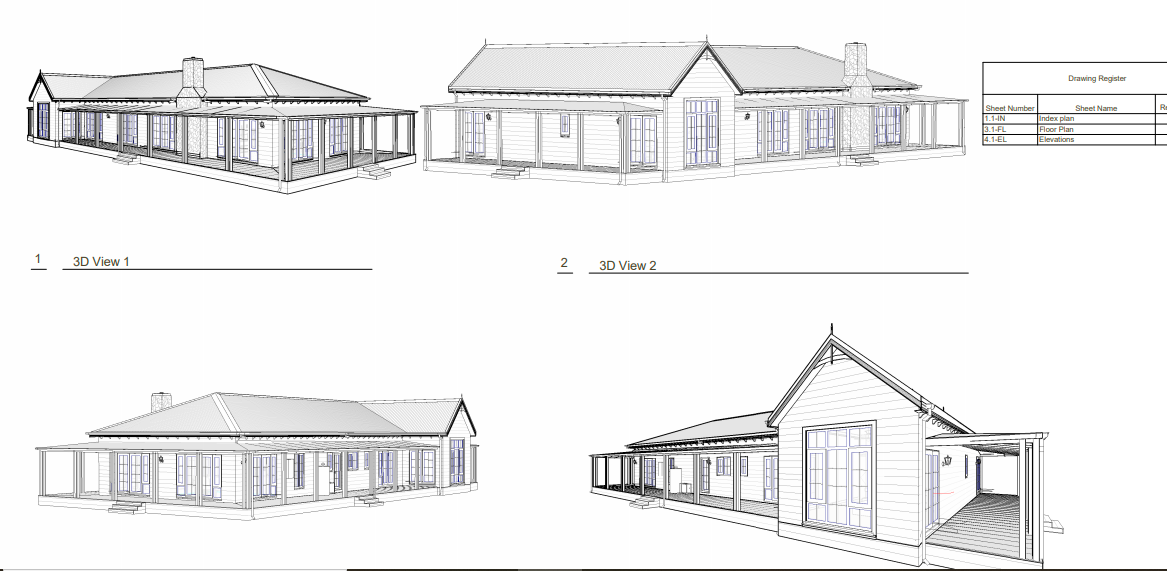 Drawing Register
Sheet Number Sheet Name
1.1-IN Index plan
3.1-FL Floor Plan
4.1-EL Elevations
1 3D View 1
2 3D View 2